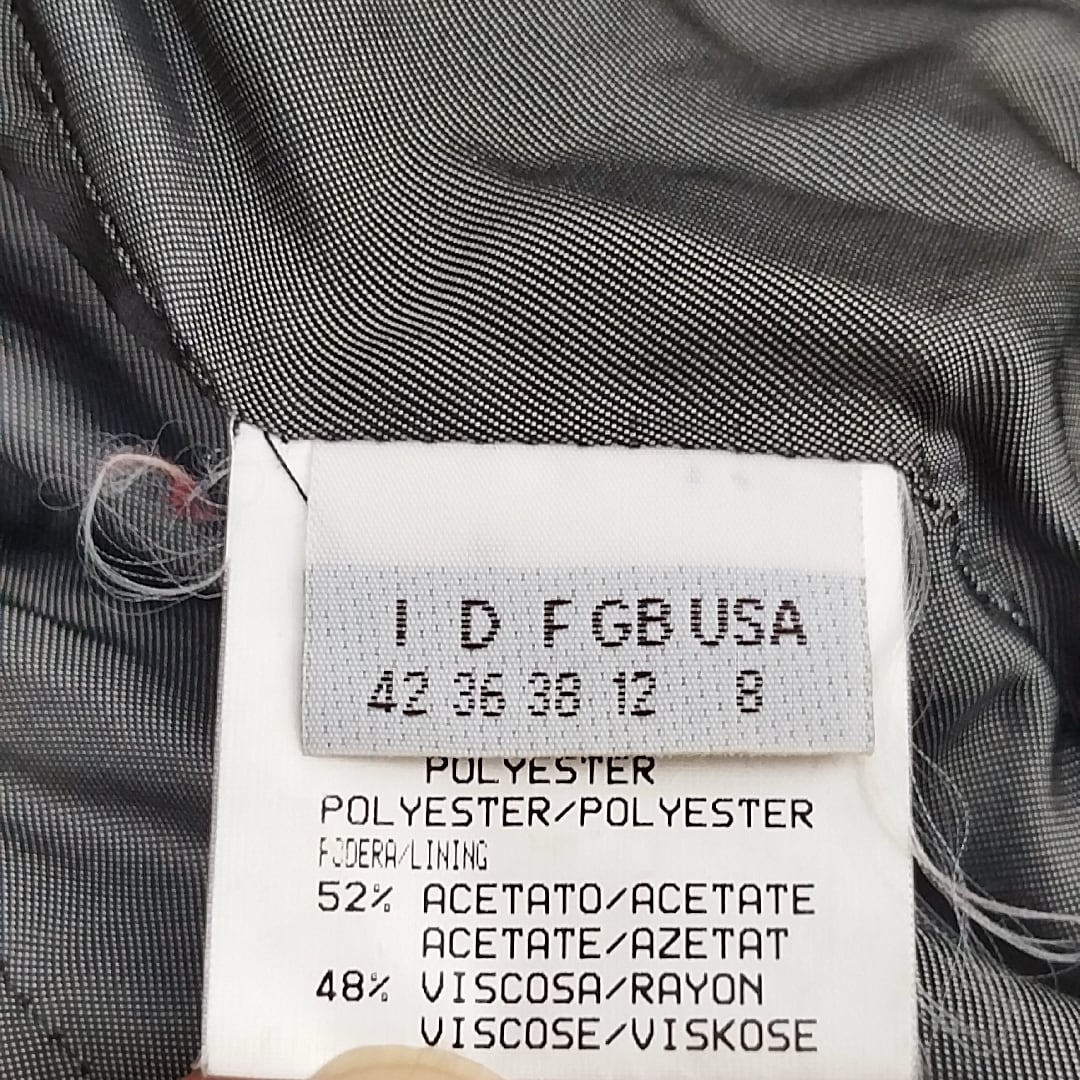 I D F GB USA
42 36 38 12 8
POLYESTER
POLYESTER/POLYESTER
FODERA/LINING
52% ACETATO/ACETATE
ACETATE/AZETAT
48% VISCOSA/RAYON
VISCOSE/VISKOSE